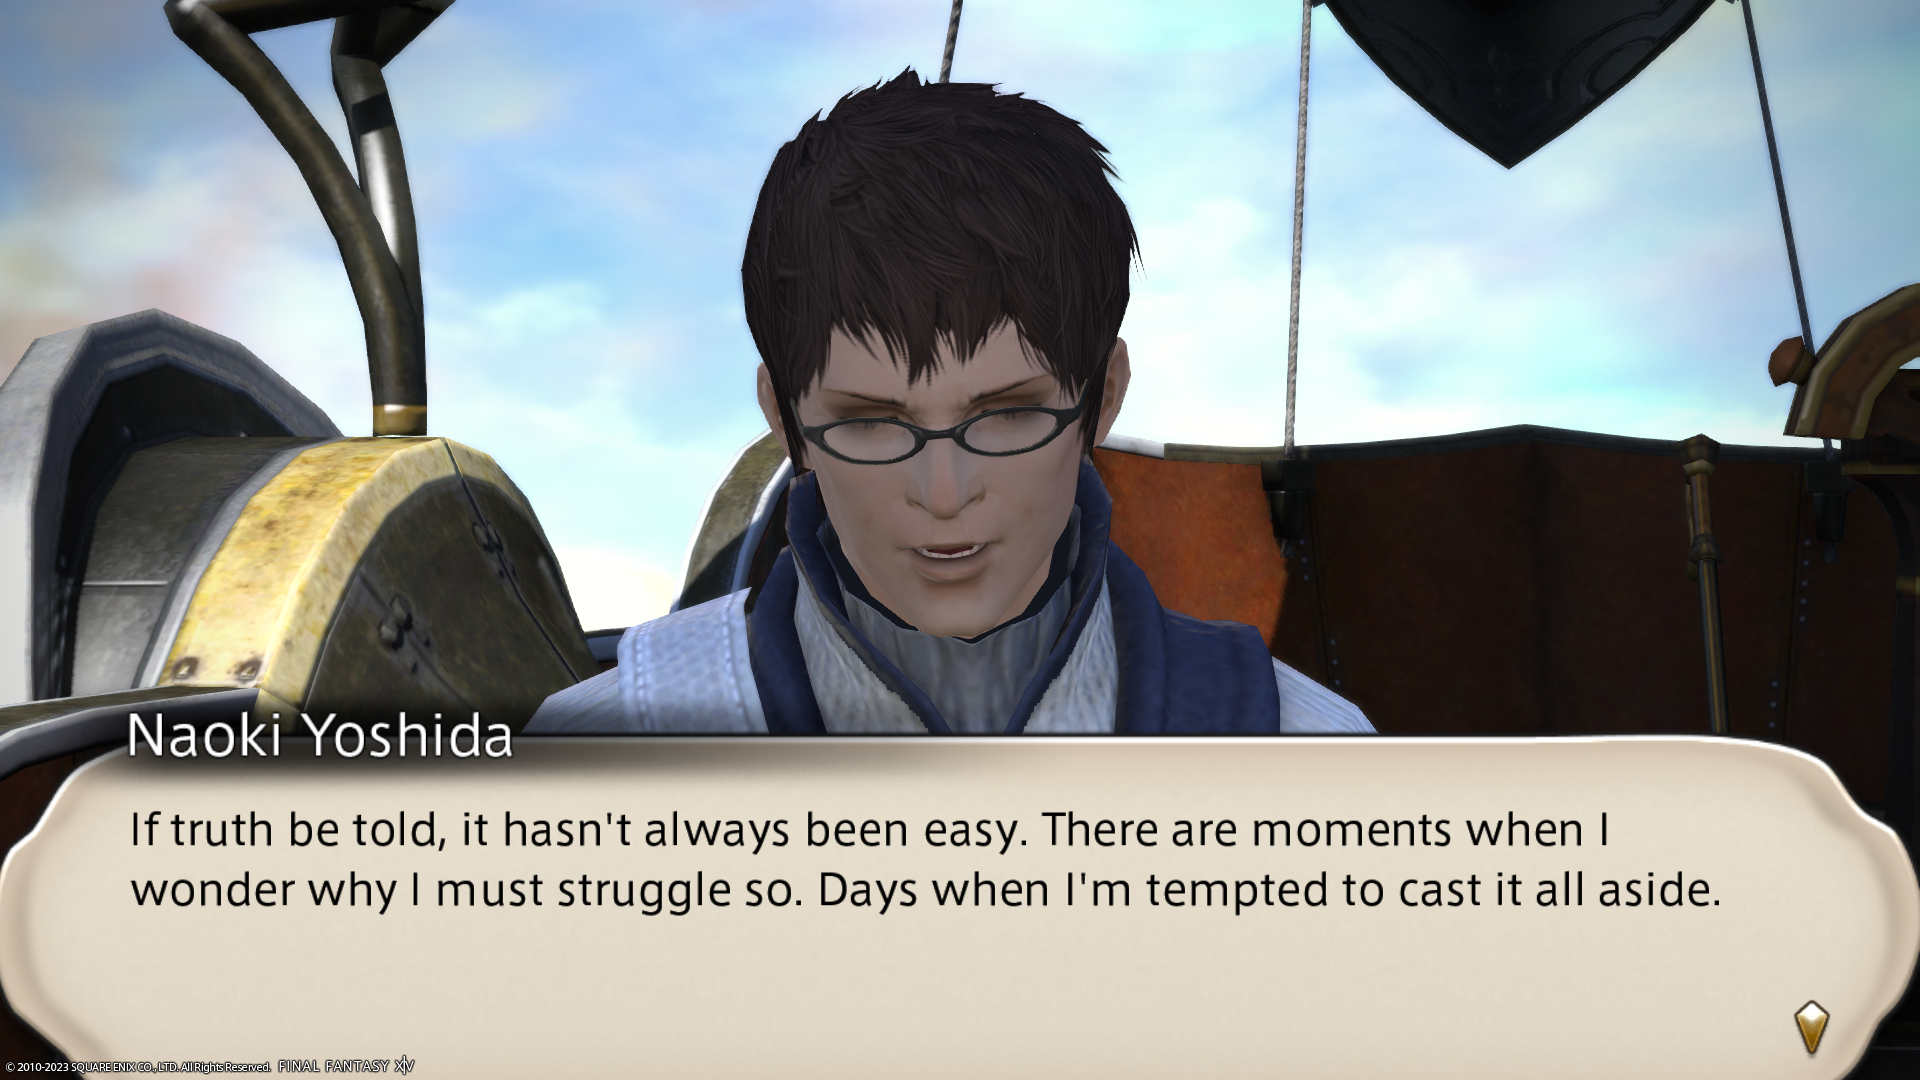 Naoki Yoshida
If truth be told, it hasn't always been easy. There are moments when I
wonder why I must struggle so. Days when I'm tempted to cast it all aside.
© 2010-2023 SQUARE ENIX CO., LTD. All Rights Reserved. FINAL FANTASY XIV